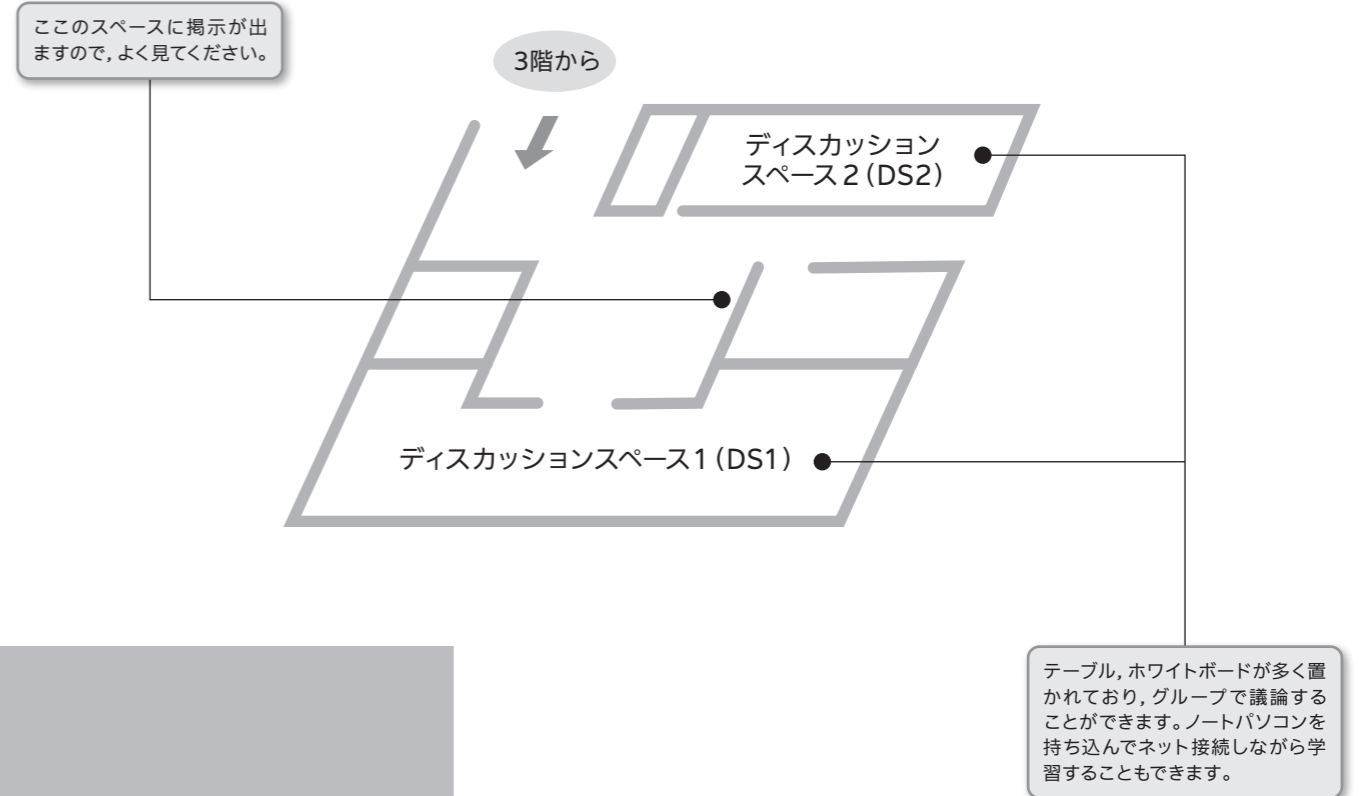 ここのスペースに掲示が出
ますので，よく見てください。
3階から
ディスカッション
スペース2（DS2）
ディスカッションスペース1（DS1）
テーブル，ホワイトボードが多く置
かれており，グループで議論する
ことができます。ノートパソコンを
持ち込んでネット接続しながら学
習することもできます。